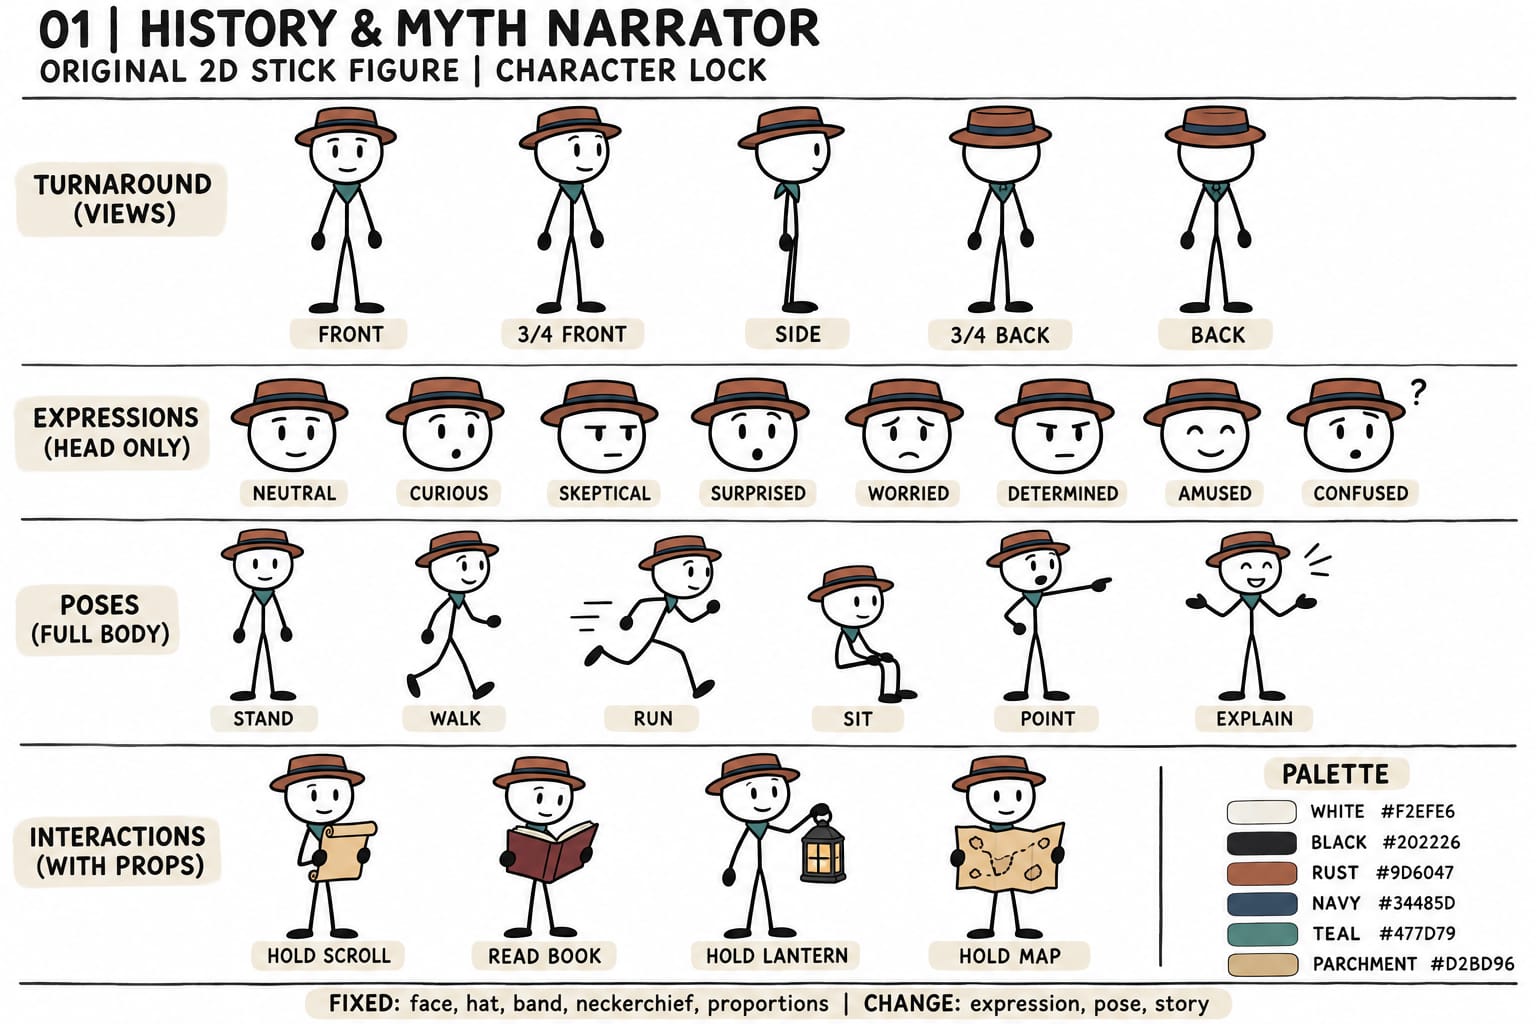 01 | HISTORY & MYTH NARRATOR
ORIGINAL 2D STICK FIGURE | CHARACTER LOCK
TURNAROUND
(VIEWS)
FRONT
3/4 FRONT
SIDE
3/4 BACK
BACK
EXPRESSIONS
(HEAD ONLY)
?
NEUTRAL
CURIOUS
SKEPTICAL
SURPRISED
WORRIED
DETERMINED
AMUSED
CONFUSED
POSES
(FULL BODY)
STAND
WALK
RUN
SIT
POINT
EXPLAIN
INTERACTIONS
(WITH PROPS)
HOLD SCROLL
READ BOOK
HOLD LANTERN
HOLD MAP
PALETTE
WHITE #F2EFE6
BLACK #202226
RUST #9D6047
NAVY #34485D
TEAL #477D79
PARCHMENT #D2BD96
FIXED: face, hat, band, neckerchief, proportions | CHANGE: expression, pose, story